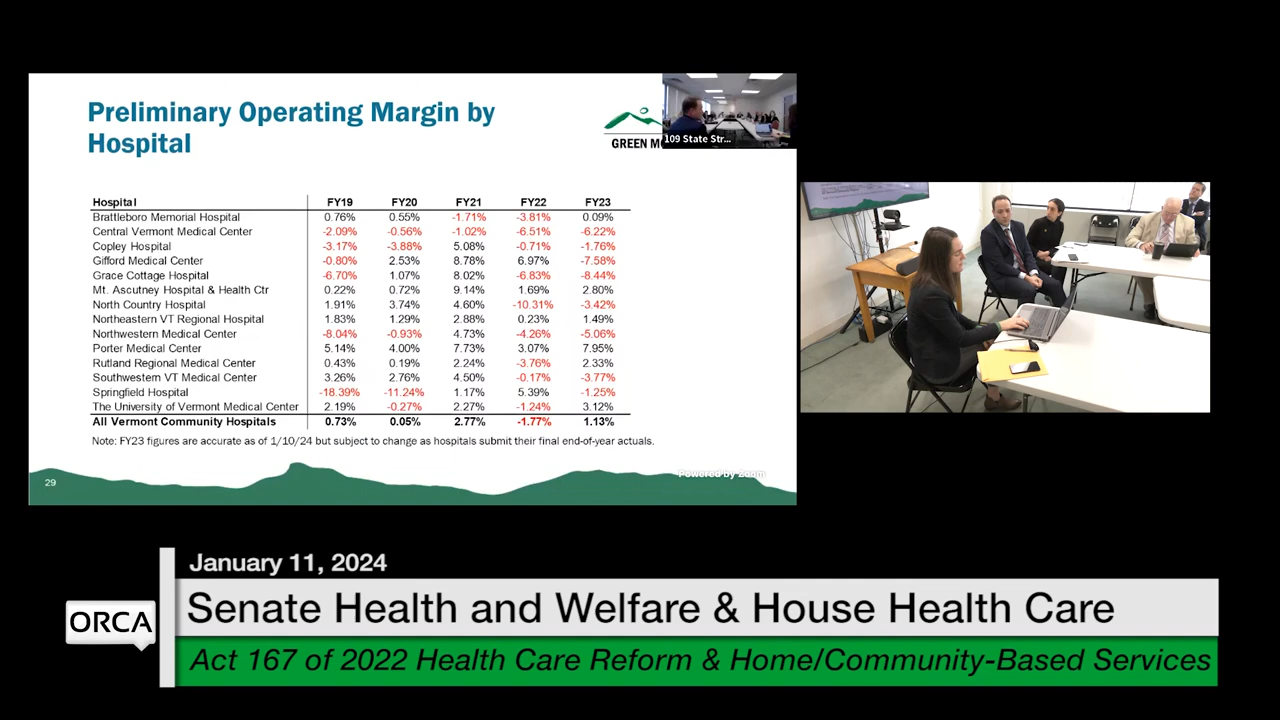 Preliminary Operating Margin by
Hospital
GREEN MO
109 State Str...
Hospital FY19 FY20 FY21 FY22 FY23
Brattleboro Memorial Hospital 0.76% 0.55% -1.71% -3.81% 0.09%
Central Vermont Medical Center -2.09% -0.56% -1.02% -6.51% -6.22%
Copley Hospital -3.17% -3.88% 5.08% -0.71% -1.76%
Gifford Medical Center -0.80% 2.53% 8.78% 6.97% -7.58%
Grace Cottage Hospital -6.70% 1.07% 8.02% -6.83% -8.44%
Mt. Ascutney Hospital & Health Ctr 0.22% 0.72% 9.14% 1.69% 2.80%
North Country Hospital 1.91% 3.74% 4.60% -10.31% -3.42%
Northeastern VT Regional Hospital 1.83% 1.29% 2.88% 0.23% 1.49%
Northwestern Medical Center -8.04% -0.93% 4.73% -4.26% -5.06%
Porter Medical Center 5.14% 4.00% 7.73% 3.07% 7.95%
Rutland Regional Medical Center 0.43% 0.19% 2.24% -3.76% 2.33%
Southwestern VT Medical Center 3.26% 2.76% 4.50% -0.17% -3.77%
Springfield Hospital -18.39% -11.24% 1.17% 5.39% -1.25%
The University of Vermont Medical Center 2.19% -0.27% 2.27% -1.24% 3.12%
All Vermont Community Hospitals 0.73% 0.05% 2.77% -1.77% 1.13%
Note: FY23 figures are accurate as of 1/10/24 but subject to change as hospitals submit their final end-of-year actuals.
Powered by Zoom
29
January 11, 2024
ORCA
Senate Health and Welfare & House Health Care
Act 167 of 2022 Health Care Reform & Home/Community-Based Services